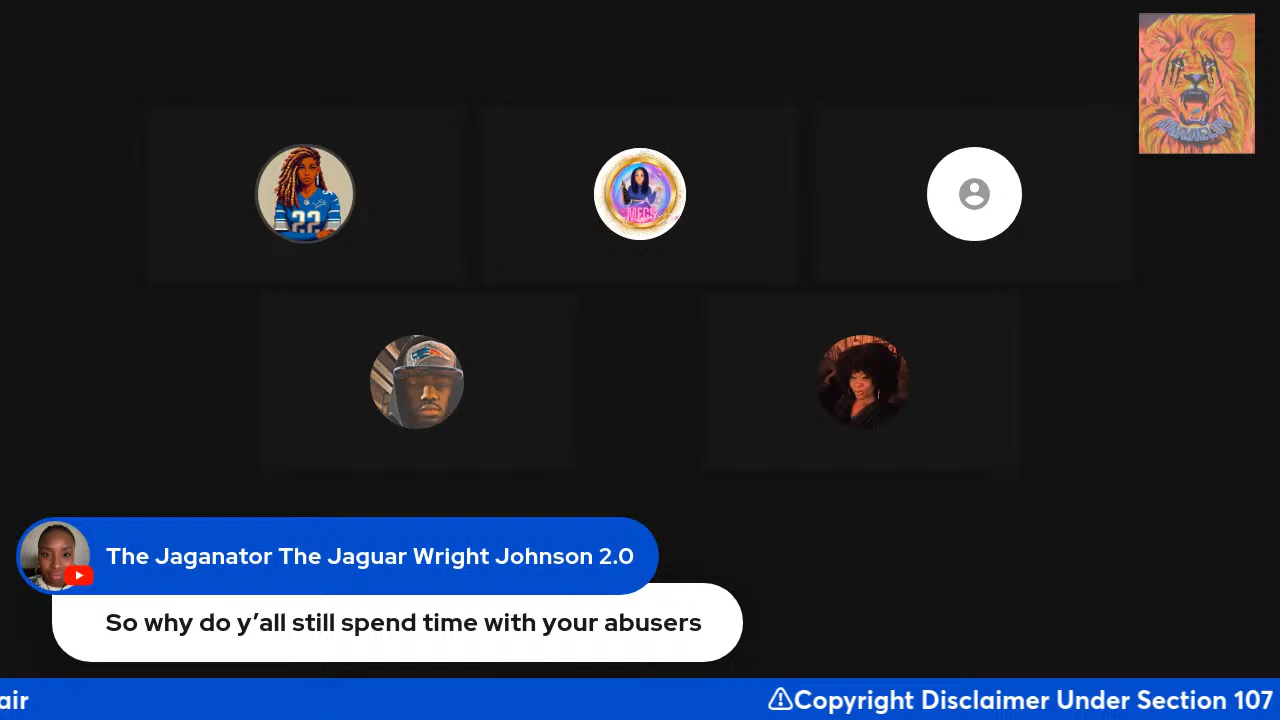 22
The Jaganator The Jaguar Wright Johnson 2.0
So why do y’all still spend time with your abusers
air
⚠Copyright Disclaimer Under Section 107